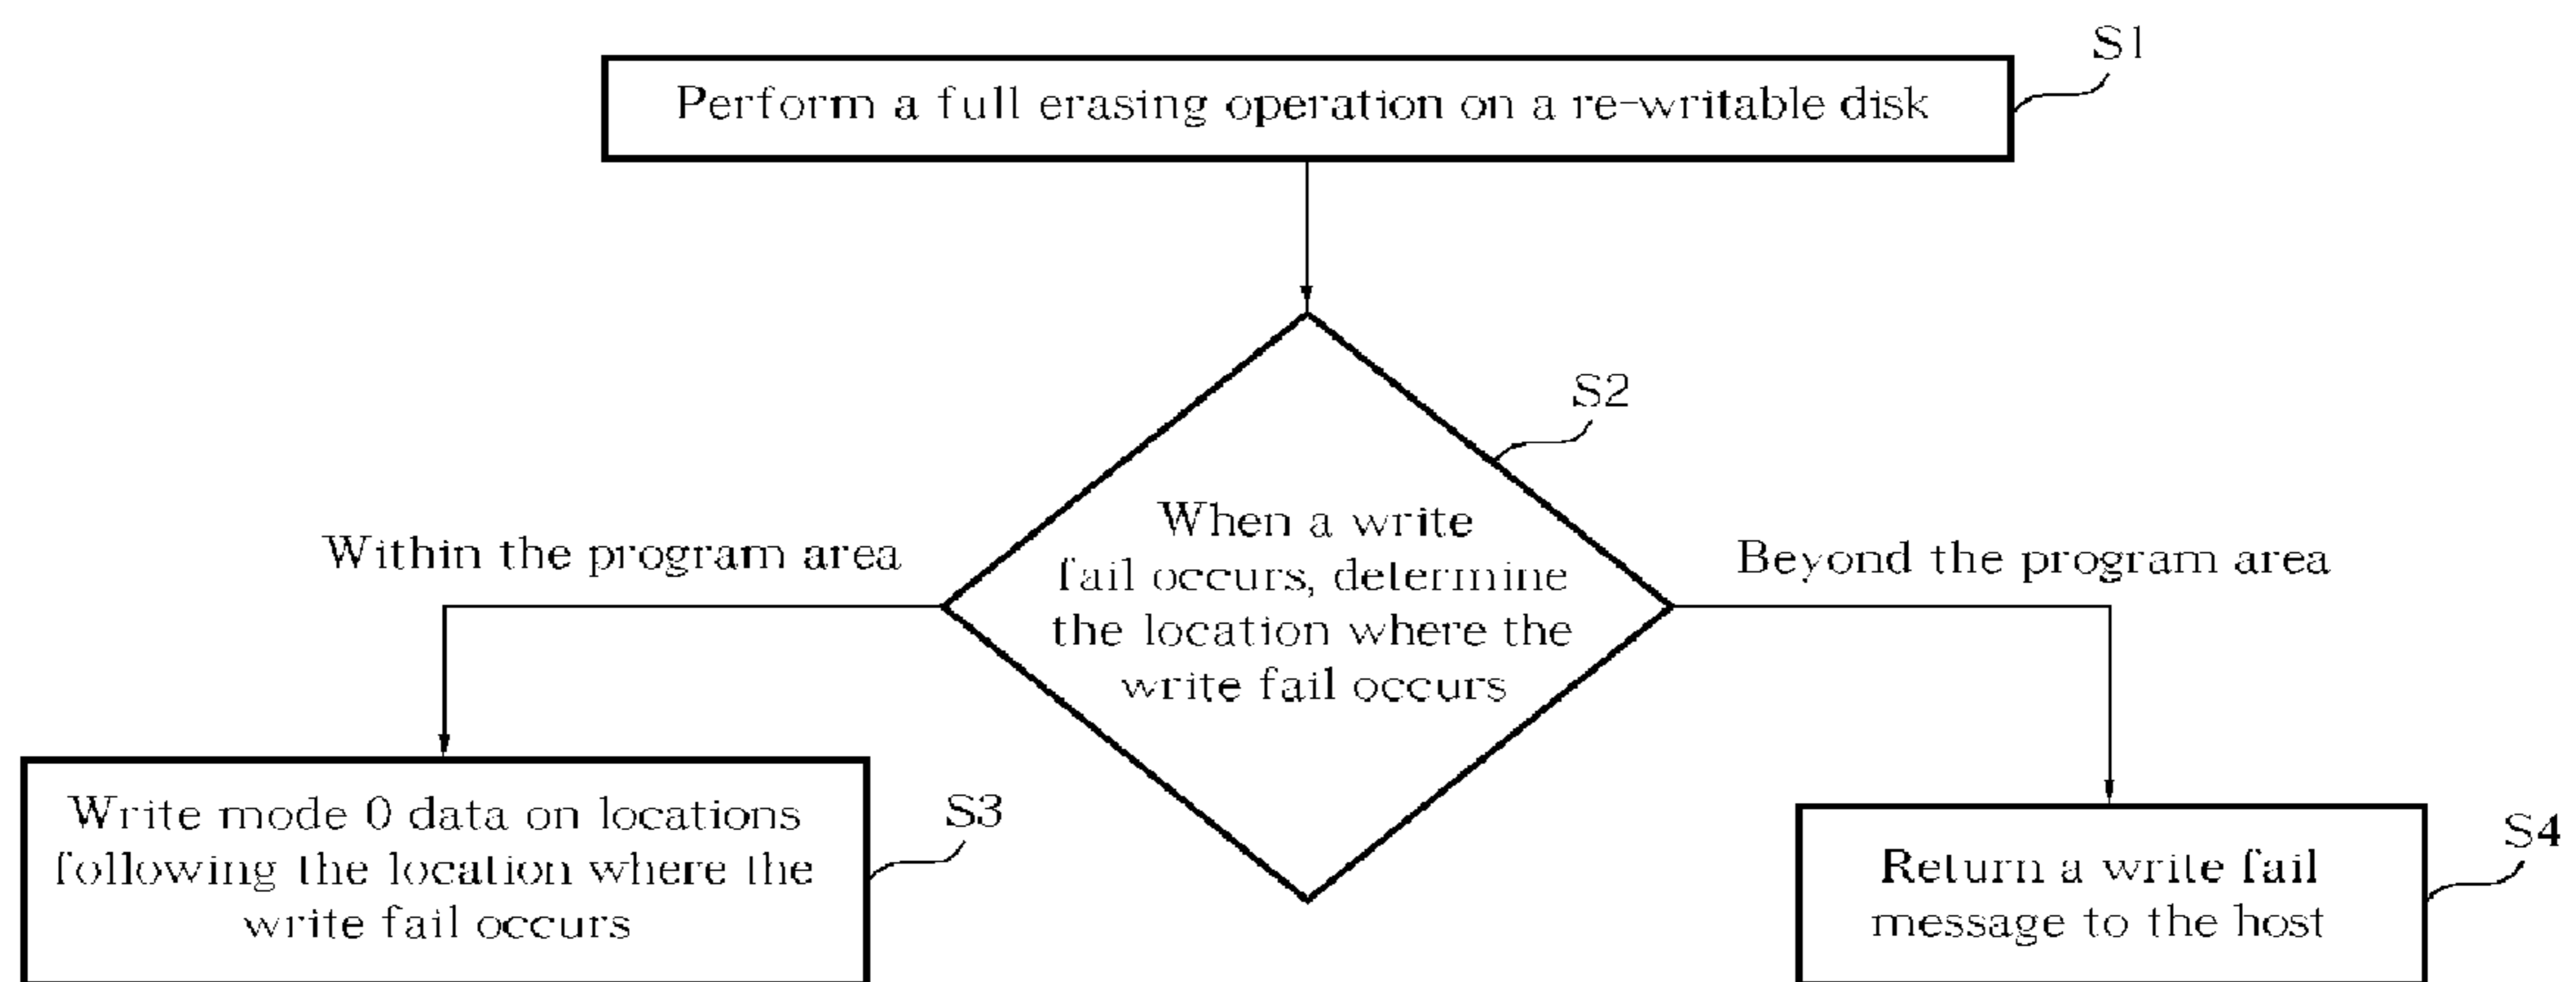 S1
Perform a full erasing operation on a re-writable disk
S2
When a write
fail occurs, determine
the location where the
write fail occurs
Within the program area
Beyond the program area
Write mode 0 data on locations
following the location where the
write fail occurs
S3
Return a write fail
message to the host
S4